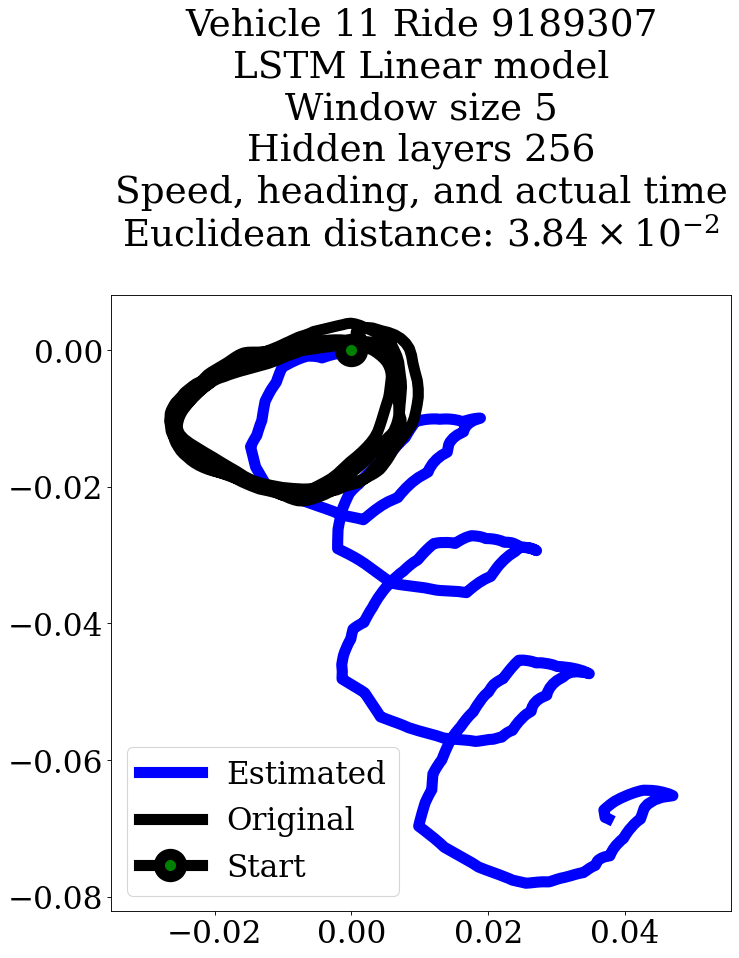 Vehicle 11 Ride 9189307
LSTM Linear model
Window size 5
Hidden layers 256
Speed, heading, and actual time
Euclidean distance: 3.84 × 10⁻²
0.00
−0.02
−0.04
−0.06
−0.08
Estimated
Original
Start
−0.02 0.00 0.02 0.04